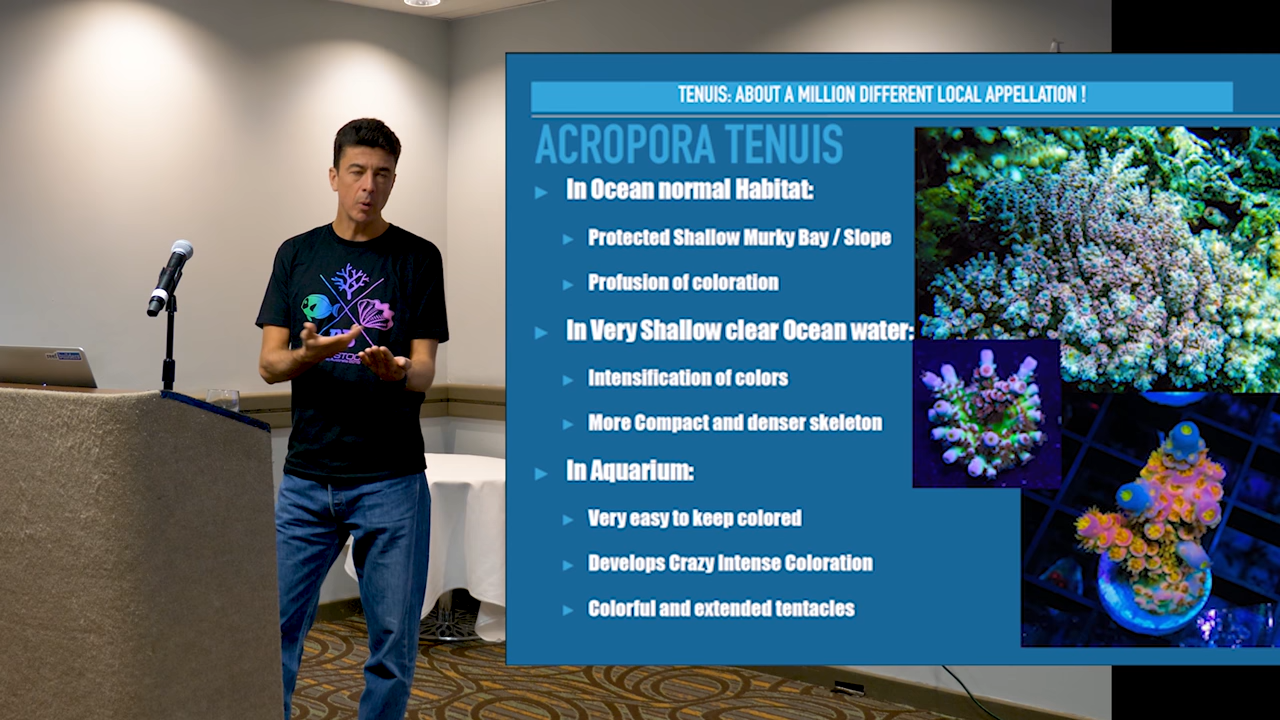 TENUIS: ABOUT A MILLION DIFFERENT LOCAL APPELLATION !
ACROPORA TENUIS
In Ocean normal Habitat:
Protected Shallow Murky Bay / Slope
Profusion of coloration
In Very Shallow clear Ocean water:
Intensification of colors
More Compact and denser skeleton
In Aquarium:
Very easy to keep colored
Develops Crazy Intense Coloration
Colorful and extended tentacles